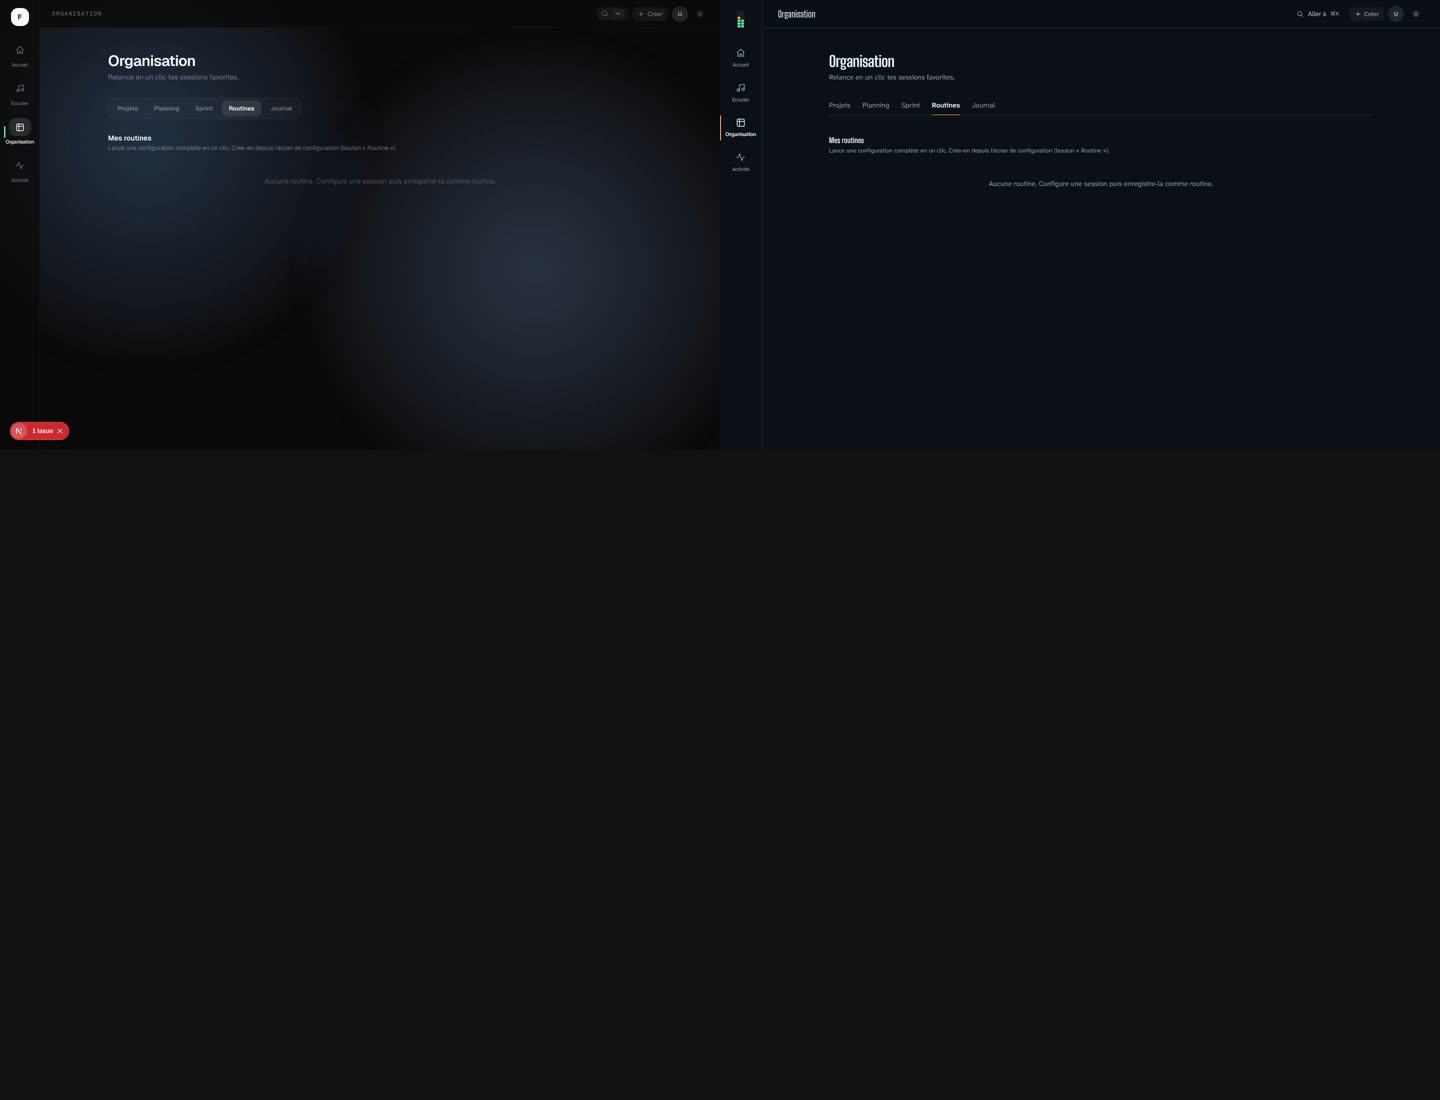 F
ORGANISATION
⌘K
+ Créer
U
Accueil
Écouter
Organisation
Activité
Organisation
Relance en un clic tes sessions favorites.
Projets
Planning
Sprint
Routines
Journal
Mes routines
Lance une configuration complète en un clic. Crée-en depuis l'écran de configuration (bouton « Routine »).
Aucune routine. Configure une session puis enregistre-la comme routine.
N
1 Issue
Organisation
Aller à ⌘K
+ Créer
U
Accueil
Écouter
Organisation
Activité
Organisation
Relance en un clic tes sessions favorites.
Projets
Planning
Sprint
Routines
Journal
Mes routines
Lance une configuration complète en un clic. Crée-en depuis l'écran de configuration (bouton « Routine »).
Aucune routine. Configure une session puis enregistre-la comme routine.